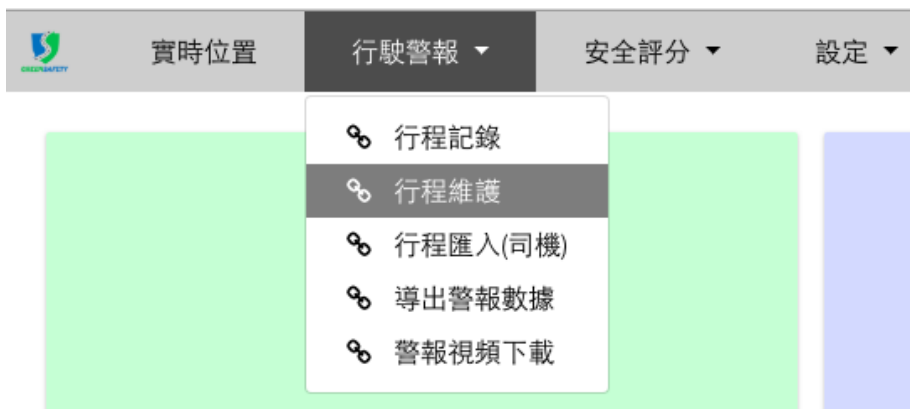 GREENSAFETY
實時位置 行駛警報 安全評分 設定
行程記錄
行程維護
行程匯入(司機)
導出警報數據
警報視頻下載